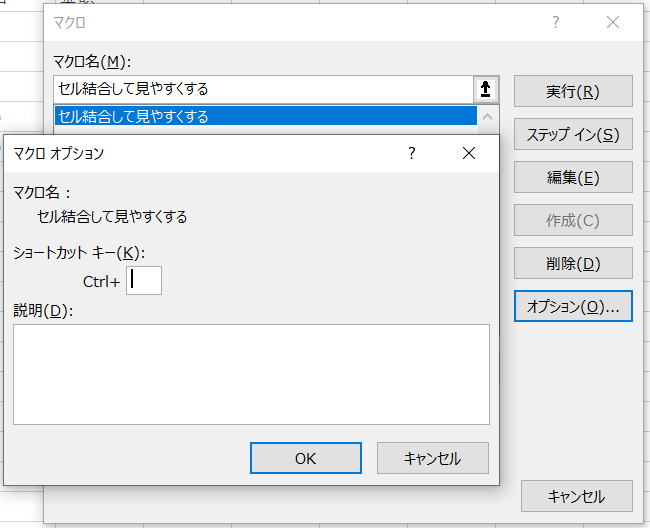 マクロ
?
マクロ名(M):
セル結合して見やすくする
セル結合して見やすくする
実行(R)
ステップ イン(S)
編集(E)
作成(C)
削除(D)
オプション(O)...
キャンセル
マクロ オプション
?
マクロ名 :
セル結合して見やすくする
ショートカット キー(K):
Ctrl+
説明(D):
OK
キャンセル